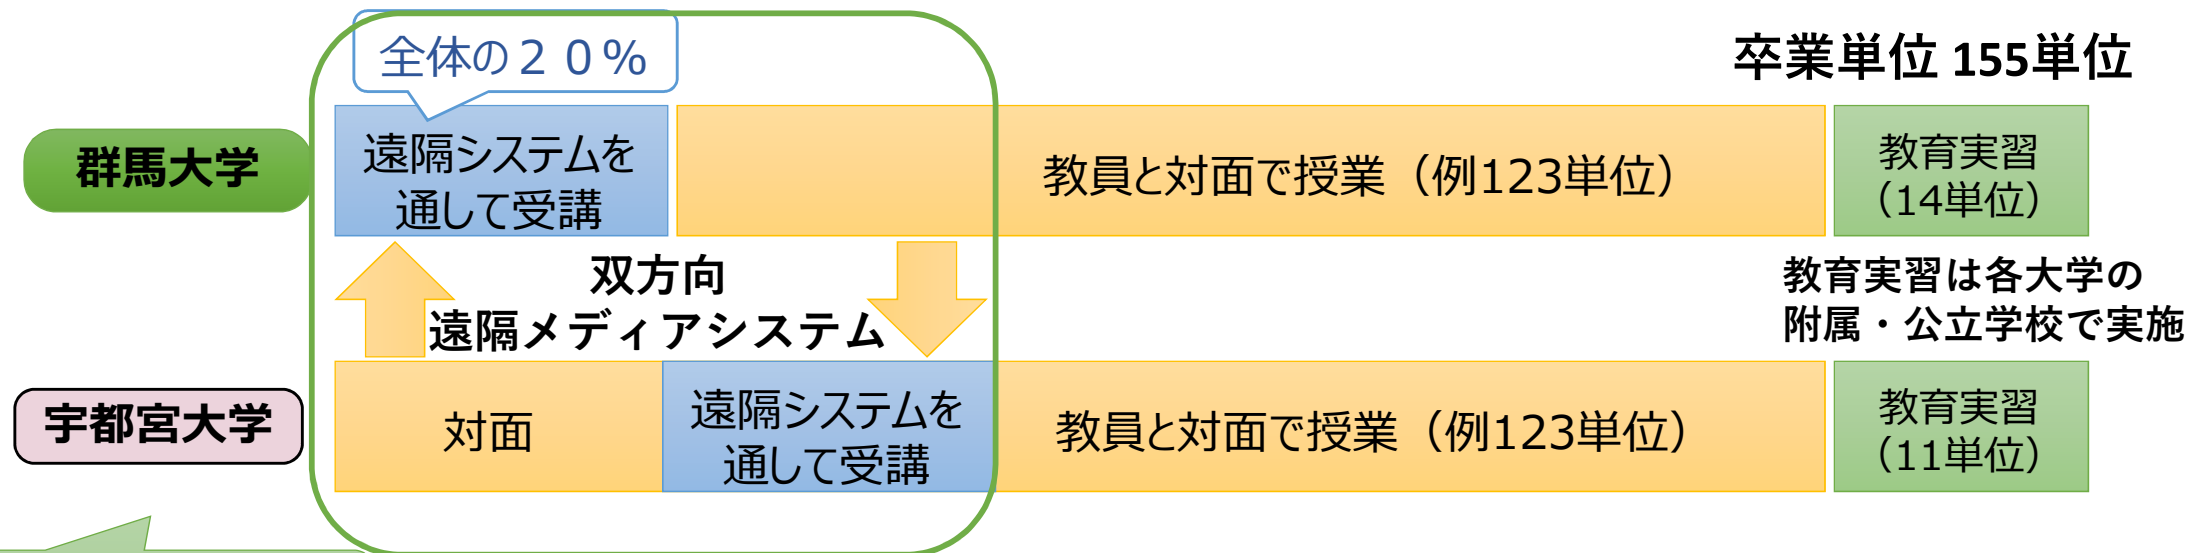 全体の２０％
卒業単位 155単位
群馬大学
遠隔システムを
通して受講
教員と対面で授業（例123単位）
教育実習
（14単位）
双方向
遠隔メディアシステム
教育実習は各大学の
附属・公立学校で実施
宇都宮大学
対面
遠隔システムを
通して受講
教員と対面で授業（例123単位）
教育実習
（11単位）